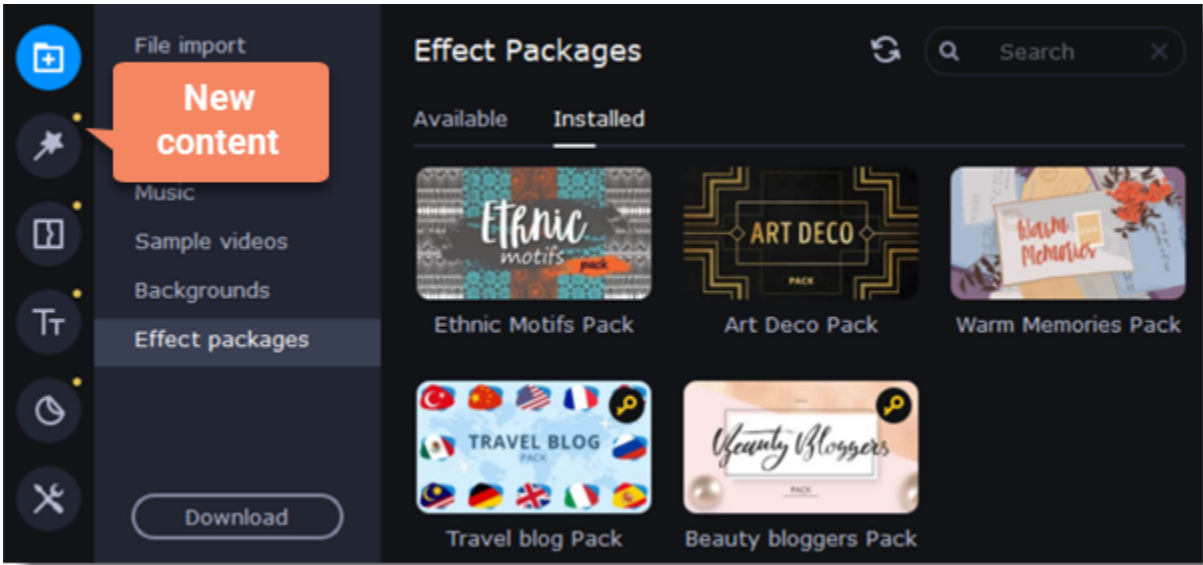 File import
New
content
Music
Sample videos
Backgrounds
Effect packages
Download
Effect Packages
Search
Available Installed
Ethnic
motifs
pack
ART DECO
PACK
Warm
Memories
Ethnic Motifs Pack
Art Deco Pack
Warm Memories Pack
TRAVEL BLOG
PACK
Beauty Bloggers
PACK
Travel blog Pack
Beauty bloggers Pack